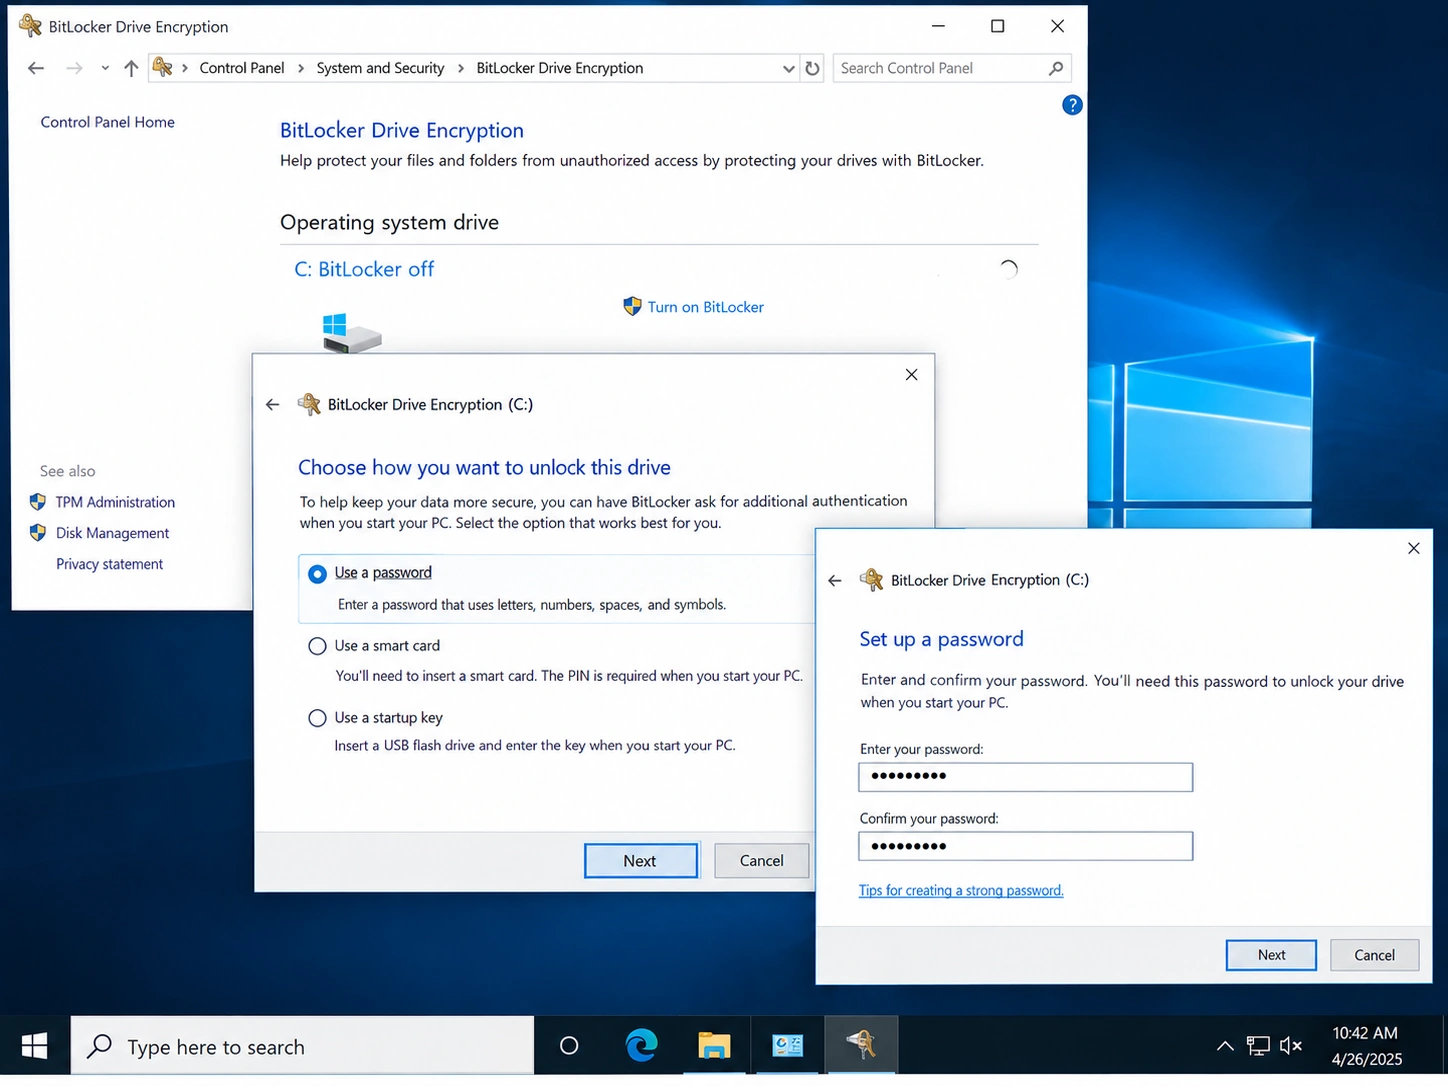 BitLocker Drive Encryption
Control Panel
System and Security
BitLocker Drive Encryption
Search Control Panel
?
Control Panel Home
BitLocker Drive Encryption
Help protect your files and folders from unauthorized access by protecting your drives with BitLocker.
Operating system drive
C: BitLocker off
Turn on BitLocker
See also
TPM Administration
Disk Management
Privacy statement
BitLocker Drive Encryption (C:)
Choose how you want to unlock this drive
To help keep your data more secure, you can have BitLocker ask for additional authentication
when you start your PC. Select the option that works best for you.
Use a password
Enter a password that uses letters, numbers, spaces, and symbols.
Use a smart card
You'll need to insert a smart card. The PIN is required when you start your PC.
Use a startup key
Insert a USB flash drive and enter the key when you start your PC.
Next
Cancel
BitLocker Drive Encryption (C:)
Set up a password
Enter and confirm your password. You'll need this password to unlock your drive
when you start your PC.
Enter your password:
•••••••••
Confirm your password:
•••••••••
Tips for creating a strong password.
Next
Cancel
Type here to search
10:42 AM
4/26/2025